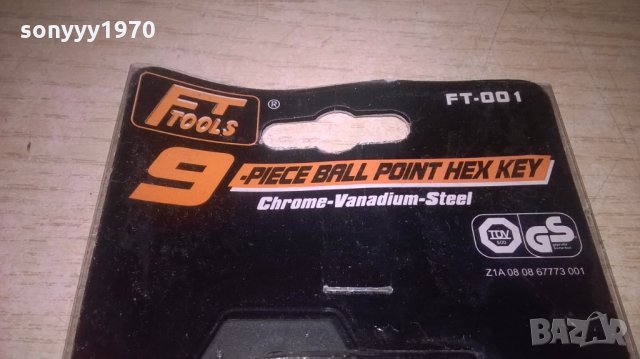 sonyyy1970
FT
TOOLS
®
FT-001
9-PIECE BALL POINT HEX KEY
Chrome-Vanadium-Steel
TÜV
GS
Z1A 08 08 67773 001
BAZAR